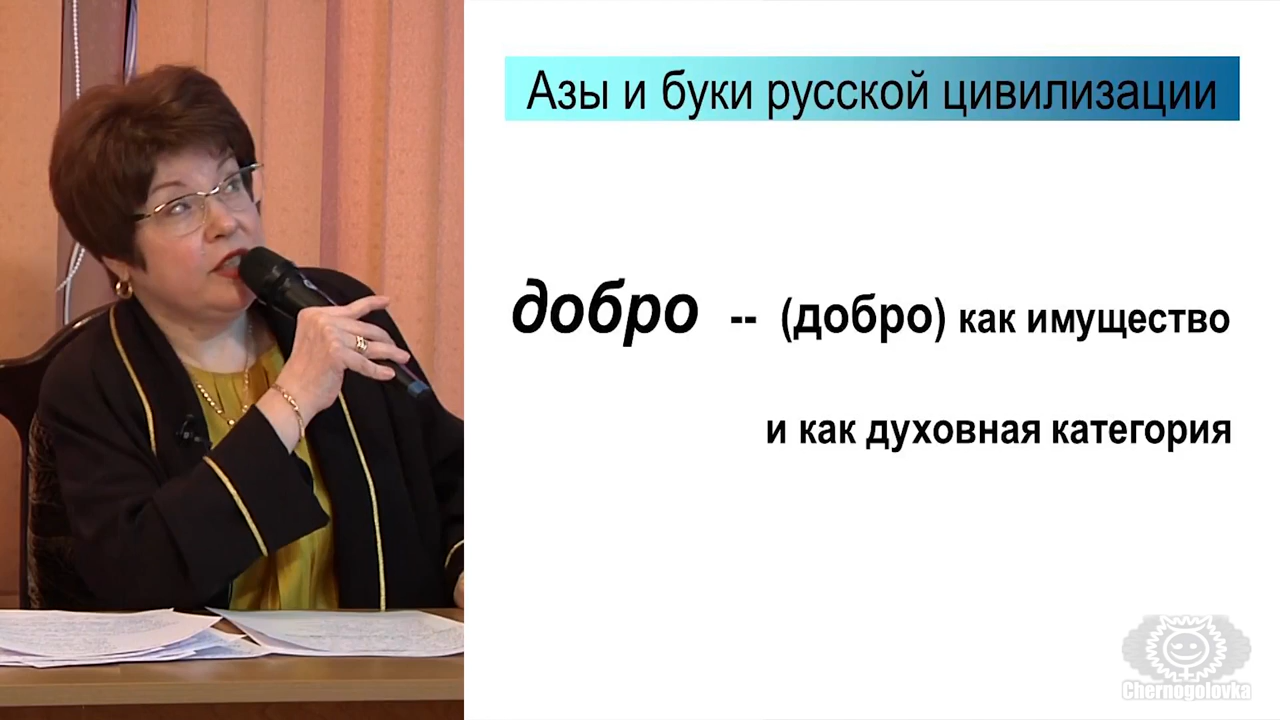 Азы и буки русской цивилизации
добро -- (добро) как имущество
и как духовная категория
Chernogolovka